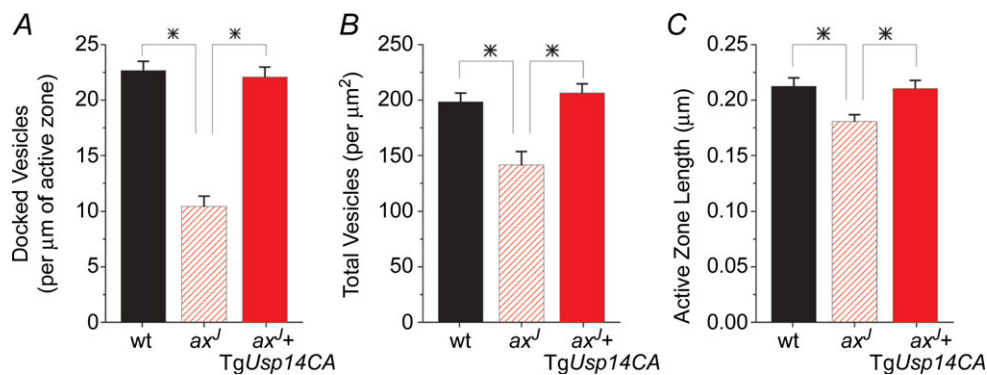 A
Docked Vesicles
(per μm of active zone)
25
20
15
10
5
0
*
*
wt
axJ
axJ+
TgUsp14CA
B
Total Vesicles (per μm²)
250
200
150
100
50
0
*
*
wt
axJ
axJ+
TgUsp14CA
C
Active Zone Length (μm)
0.25
0.20
0.15
0.10
0.05
0.00
*
*
wt
axJ
axJ+
TgUsp14CA